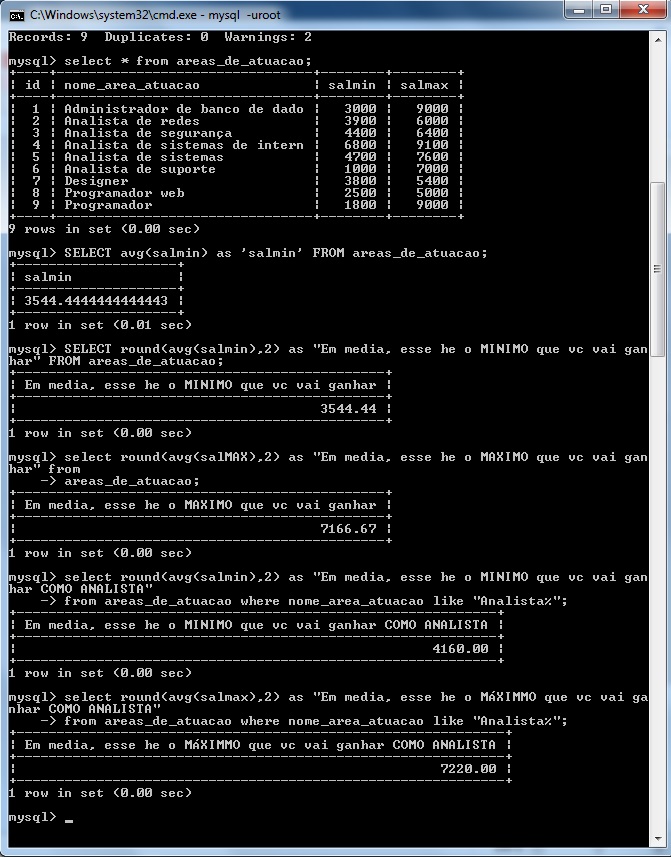 C:\Windows\system32\cmd.exe - mysql  -uroot
Records: 9  Duplicates: 0  Warnings: 2
mysql> select * from areas_de_atuacao;
+----+--------------------------------+--------+--------+
| id | nome_area_atuacao              | salmin | salmax |
+----+--------------------------------+--------+--------+
|  1 | Administrador de banco de dado |   3000 |   9000 |
|  2 | Analista de redes              |   3900 |   6000 |
|  3 | Analista de segurança          |   4400 |   6400 |
|  4 | Analista de sistemas de intern |   6800 |   9100 |
|  5 | Analista de sistemas           |   4700 |   7600 |
|  6 | Analista de suporte            |   1000 |   7000 |
|  7 | Designer                       |   3800 |   5400 |
|  8 | Programador web                |   2500 |   5000 |
|  9 | Programador                    |   1800 |   9000 |
+----+--------------------------------+--------+--------+
9 rows in set (0.00 sec)
mysql> SELECT avg(salmin) as 'salmin' FROM areas_de_atuacao;
+--------------------+
| salmin             |
+--------------------+
| 3544.4444444444443 |
+--------------------+
1 row in set (0.01 sec)
mysql> SELECT round(avg(salmin),2) as "Em media, esse he o MINIMO que vc vai gan
har" FROM areas_de_atuacao;
+----------------------------------------------+
| Em media, esse he o MINIMO que vc vai ganhar |
+----------------------------------------------+
|                                      3544.44 |
+----------------------------------------------+
1 row in set (0.00 sec)
mysql> select round(avg(salMAX),2) as "Em media, esse he o MAXIMO que vc vai gan
har" from
    -> areas_de_atuacao;
+----------------------------------------------+
| Em media, esse he o MAXIMO que vc vai ganhar |
+----------------------------------------------+
|                                      7166.67 |
+----------------------------------------------+
1 row in set (0.00 sec)
mysql> select round(avg(salmin),2) as "Em media, esse he o MINIMO que vc vai gan
har COMO ANALISTA"
    -> from areas_de_atuacao where nome_area_atuacao like "Analista%";
+------------------------------------------------------------+
| Em media, esse he o MINIMO que vc vai ganhar COMO ANALISTA |
+------------------------------------------------------------+
|                                                    4160.00 |
+------------------------------------------------------------+
1 row in set (0.00 sec)
mysql> select round(avg(salmax),2) as "Em media, esse he o MáXIMMO que vc vai ga
nhar COMO ANALISTA"
    -> from areas_de_atuacao where nome_area_atuacao like "Analista%";
+-------------------------------------------------------------+
| Em media, esse he o MáXIMMO que vc vai ganhar COMO ANALISTA |
+-------------------------------------------------------------+
|                                                     7220.00 |
+-------------------------------------------------------------+
1 row in set (0.00 sec)
mysql> _